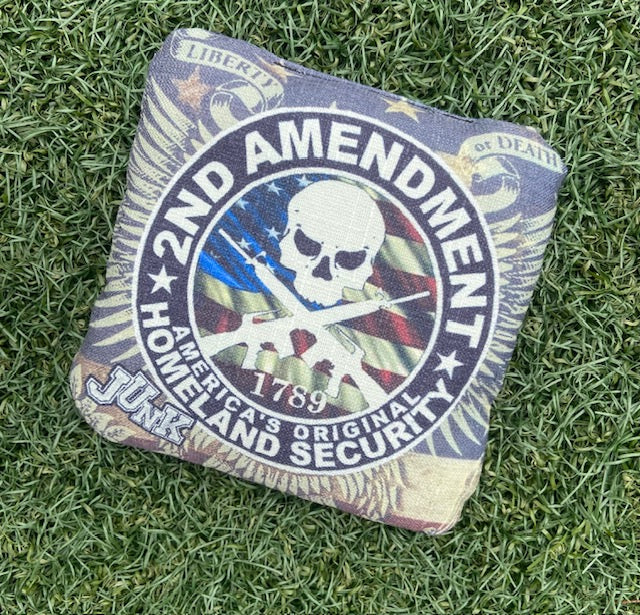 LIBERTY
or DEATH
2ND AMENDMENT
1789
AMERICA'S ORIGINAL
HOMELAND SECURITY
JUNK